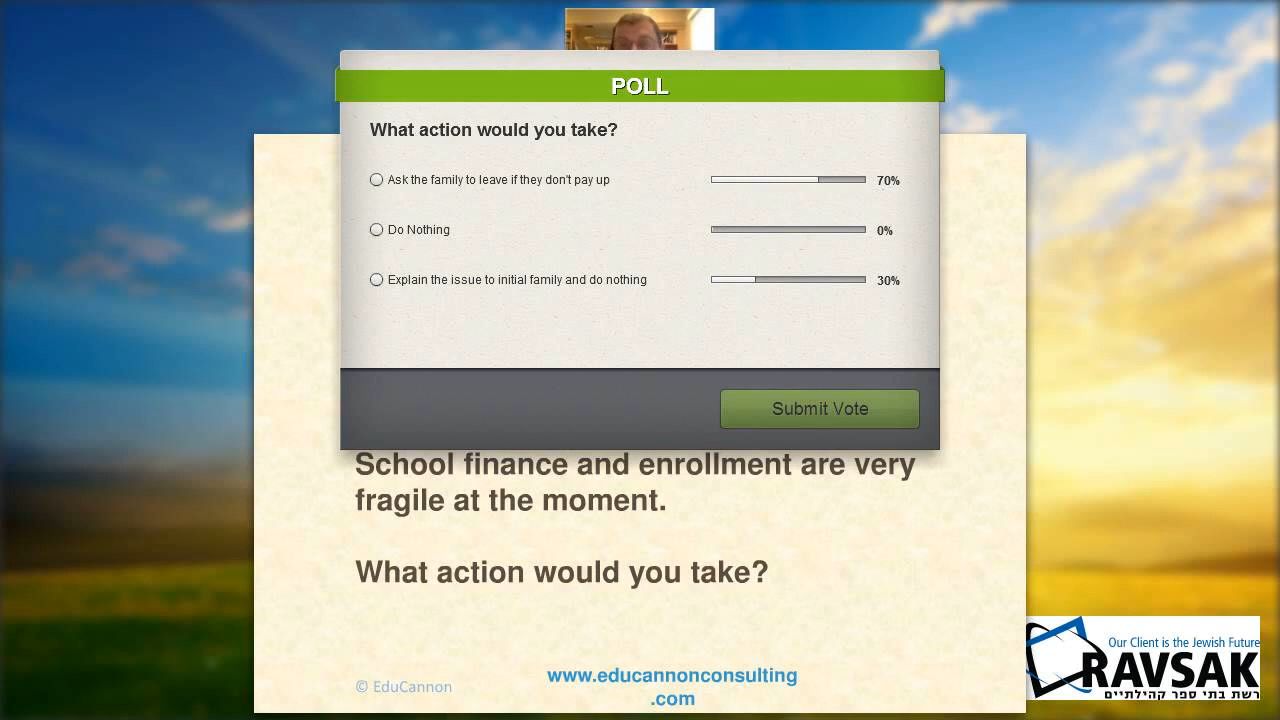 POLL
What action would you take?
Ask the family to leave if they don't pay up
70%
Do Nothing
0%
Explain the issue to initial family and do nothing
30%
Submit Vote
School finance and enrollment are very
fragile at the moment.
What action would you take?
© EduCannon
www.educannonconsulting
.com
Our Client is the Jewish Future
RAVSAK
רשת בתי ספר קהילתיים